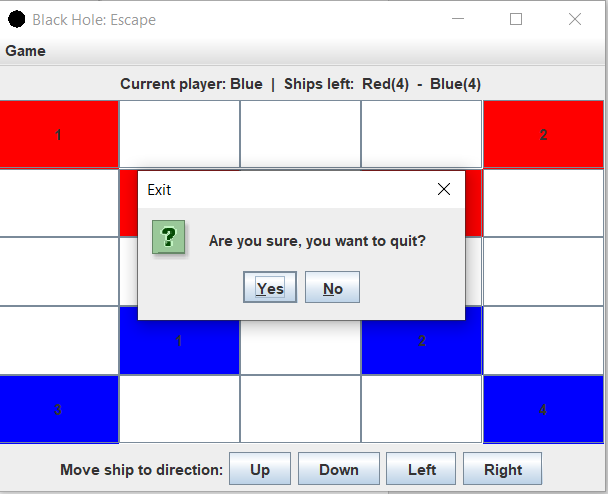 Black Hole: Escape
Game
Current player: Blue | Ships left: Red(4) - Blue(4)
1
2
Exit
?
Are you sure, you want to quit?
Yes No
1 2
3 4
Move ship to direction: Up Down Left Right